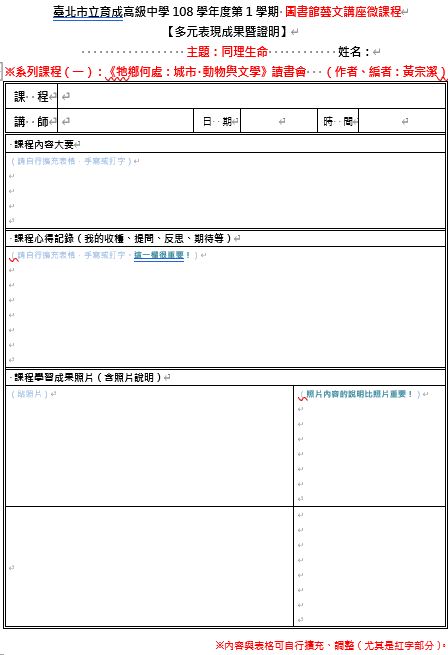 臺北市立育成高級中學 108 學年度第 1 學期 圖書館藝文講座微課程
【多元表現成果暨證明】
主題：同理生命 姓名：
※系列課程（一）：《牠鄉何處：城市‧動物與文學》讀書會（作者、編者：黃宗潔）
課 程
講 師 日 期 時 間
課程內容大要
（請自行擴充表格，手寫或打字）
課程心得記錄（我的收穫、提問、反思、期待等）
（請自行擴充表格，手寫或打字，這一欄很重要！）
課程學習成果照片（含照片說明）
（貼照片） （照片內容的說明比照片重要！）
※內容與表格可自行擴充、調整（尤其是紅字部分）。